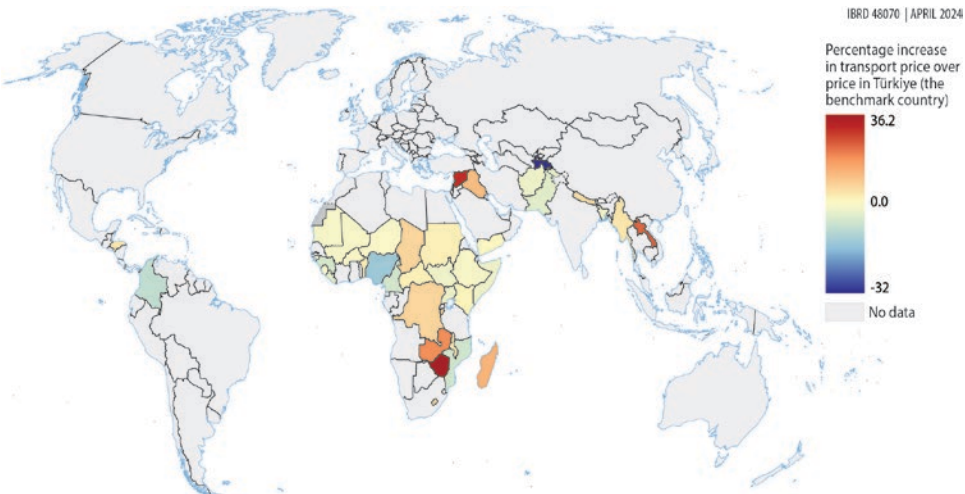 IBRD 48070 | APRIL 2024
Percentage increase
in transport price over
price in Türkiye (the
benchmark country)
36.2
0.0
-32
No data